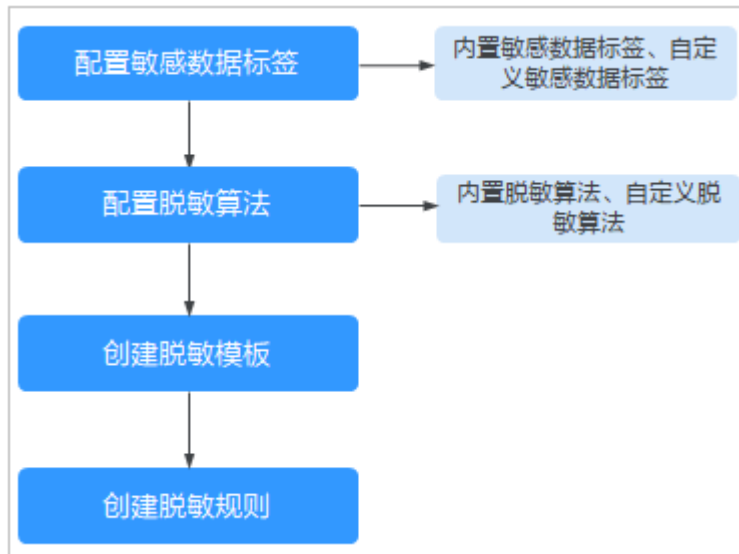 配置敏感数据标签
内置敏感数据标签、自定
义敏感数据标签
配置脱敏算法
内置脱敏算法、自定义脱
敏算法
创建脱敏模板
创建脱敏规则